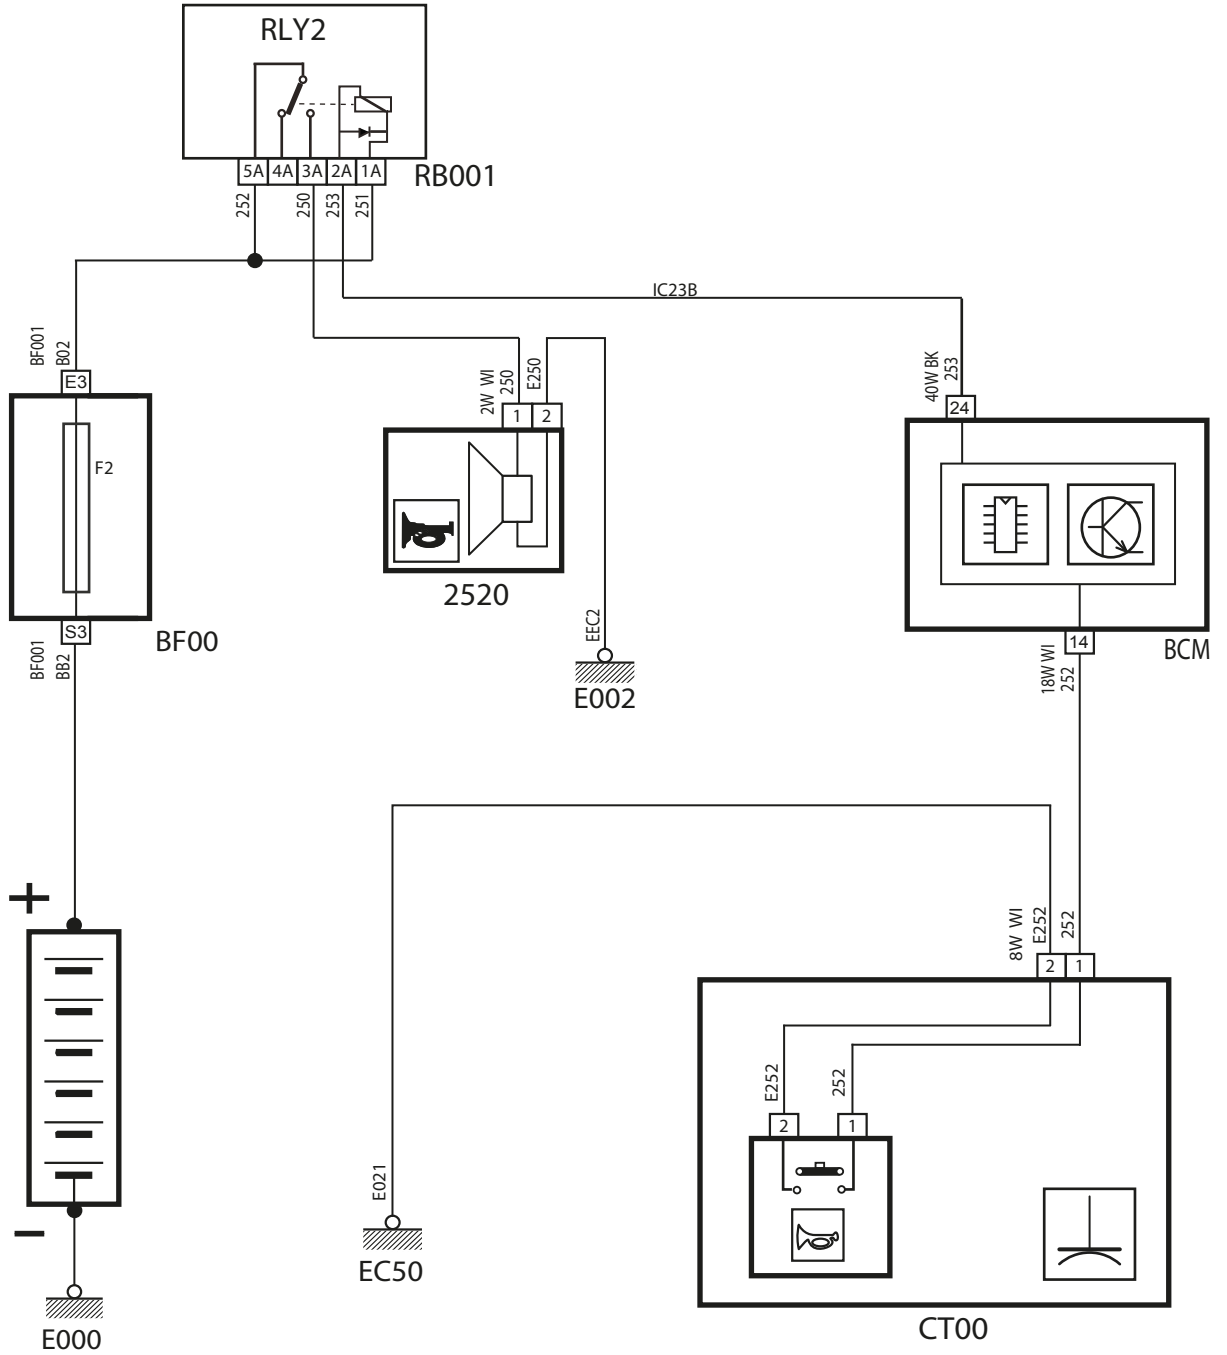 RLY2
5A 4A 3A 2A 1A
RB001
252
250
253
251
IC23B
BF001
B02
E3
F2
S3
BF00
BF001
BB2
2W WI
250
E250
1 2
2520
EEC2
E002
40W BK
253
24
14
BCM
18W WI
252
+
−
E000
E021
EC50
8W WI
E252
252
2 1
E252
252
2 1
CT00